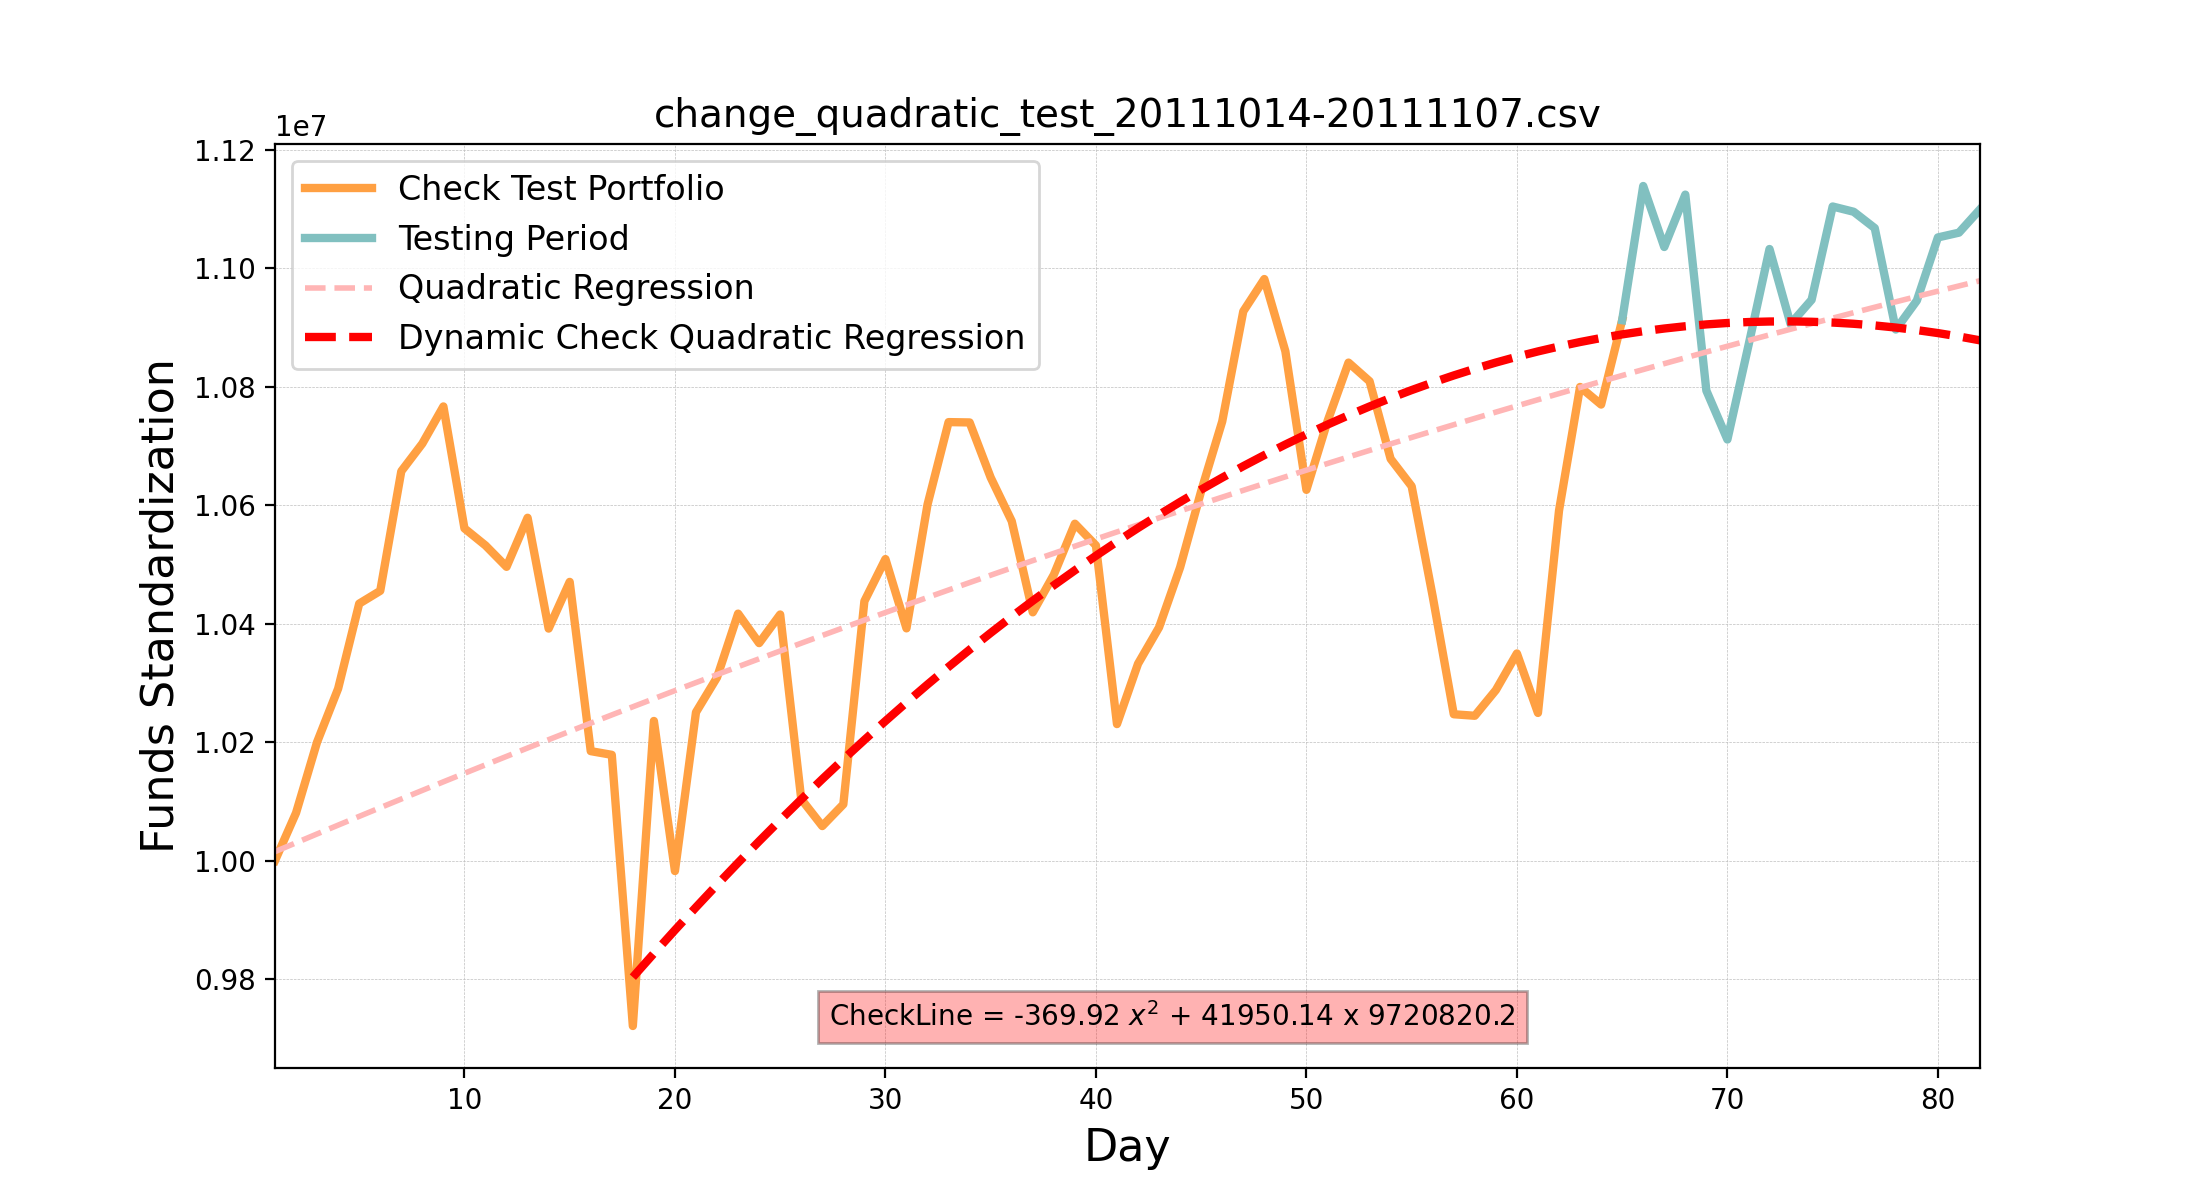 change_quadratic_test_20111014-20111107.csv
1e7
1.12
1.10
1.08
1.06
1.04
1.02
1.00
0.98
Funds Standardization
Check Test Portfolio
Testing Period
Quadratic Regression
Dynamic Check Quadratic Regression
CheckLine = -369.92 x² + 41950.14 x 9720820.2
10 20 30 40 50 60 70 80
Day